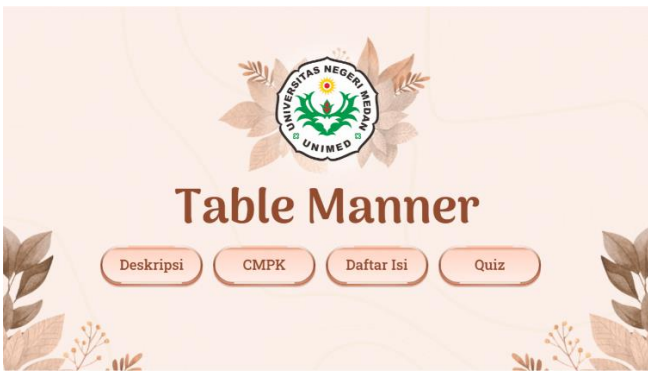 UNIVERSITAS NEGERI MEDAN
UNIMED
Table Manner
Deskripsi
CMPK
Daftar Isi
Quiz